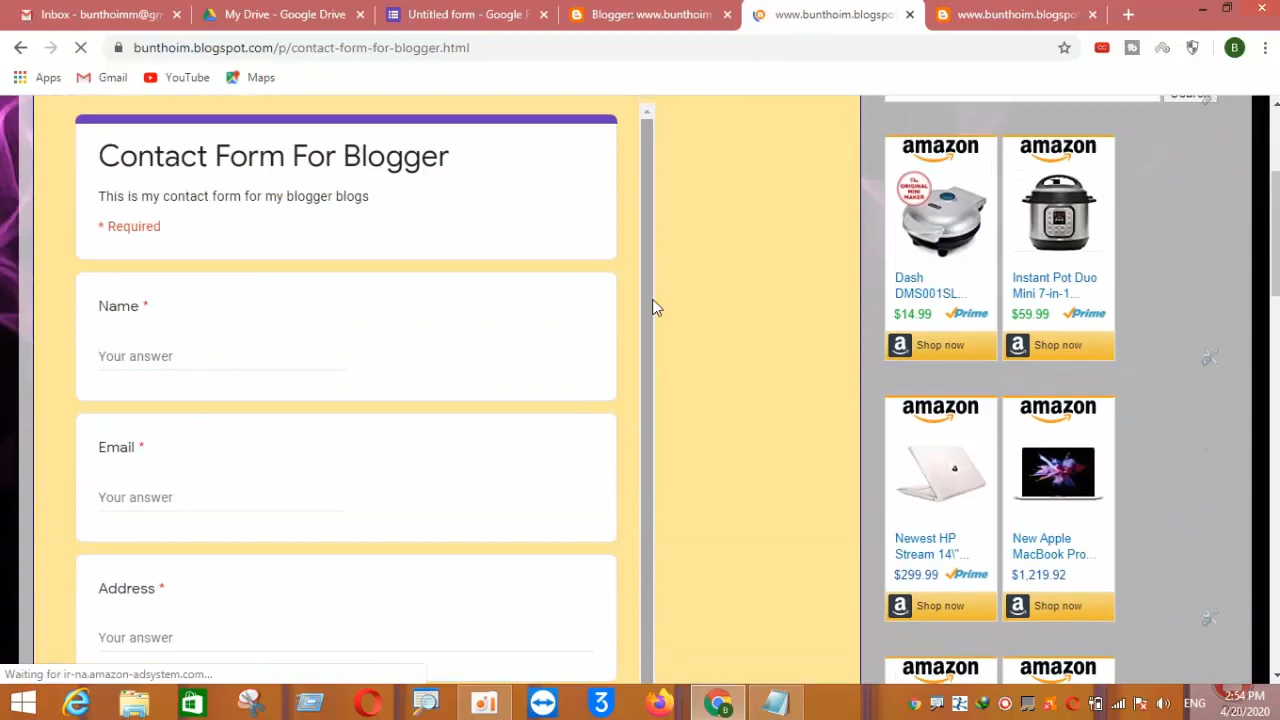 Inbox - bunthoimm@gm
My Drive - Google Drive
Untitled form - Google F
Blogger: www.bunthoim
www.bunthoim.blogspo
www.bunthoim.blogspot
bunthoim.blogspot.com/p/contact-form-for-blogger.html
B
Apps
Gmail
YouTube
Maps
Contact Form For Blogger
This is my contact form for my blogger blogs
* Required
Name *
Your answer
Email *
Your answer
Address *
Your answer
amazon
amazon
The ORIGINAL MINI MAKER
Dash
DMS001SL...
$14.99 Prime
Shop now
Instant Pot Duo
Mini 7-in-1...
$59.99 Prime
Shop now
amazon
amazon
Newest HP
Stream 14\"...
$299.99 Prime
Shop now
New Apple
MacBook Pro...
$1,219.92
Shop now
amazon
amazon
Waiting for ir-na.amazon-adsystem.com...
ENG
2:54 PM
4/20/2020